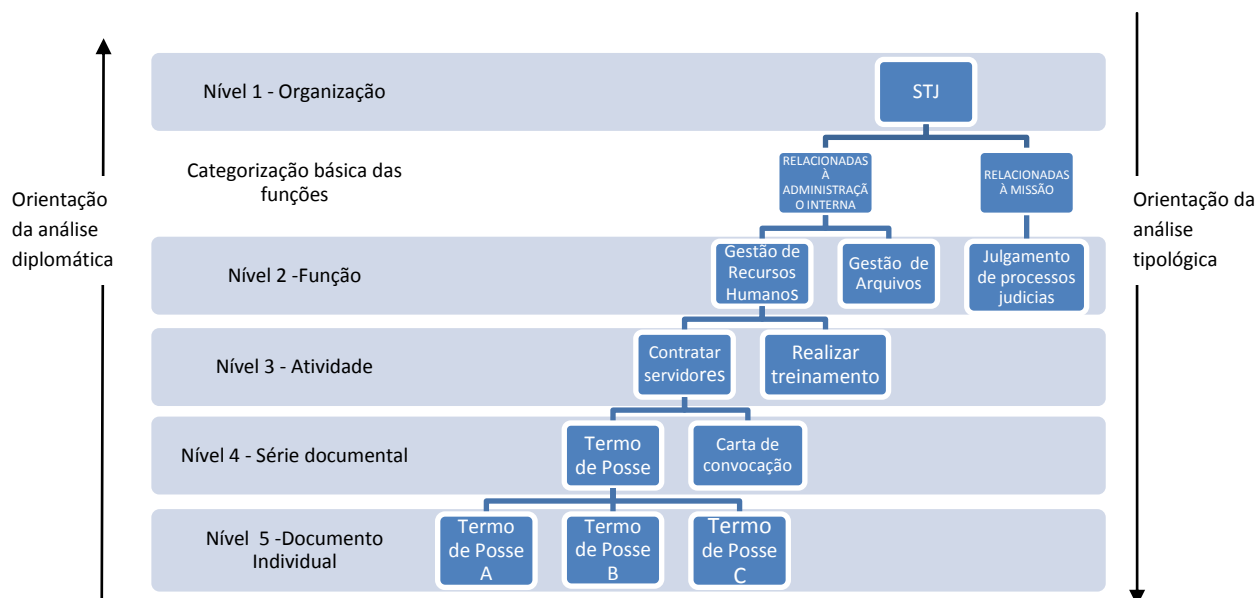 Orientação
da análise
diplomática
Nível 1 - Organização
STJ
Categorização básica das
funções
RELACIONADAS
À
ADMINISTRAÇÃ
O INTERNA
RELACIONADAS
À MISSÃO
Nível 2 -Função
Gestão de
Recursos
Humanos
Gestão de
Arquivos
Julgamento
de processos
judicias
Nível 3 - Atividade
Contratar
servidores
Realizar
treinamento
Nível 4 - Série documental
Termo
de Posse
Carta de
convocação
Nível 5 -Documento
Individual
Termo
de Posse
A
Termo
de Posse
B
Termo
de Posse
C
Orientação da
análise
tipológica